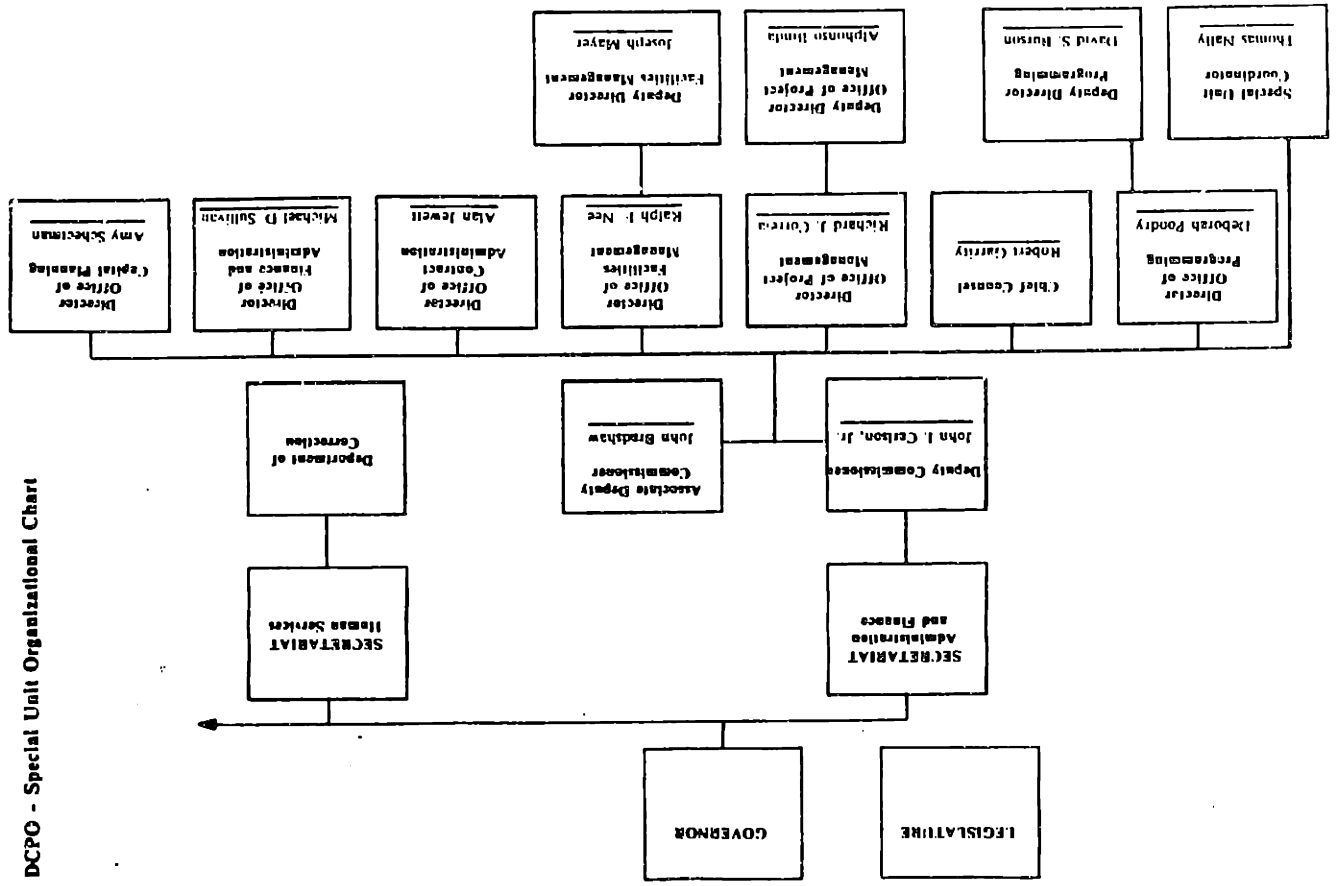 DCPO - Special Unit Organizational Chart
LEGISLATURE
GOVERNOR
SECRETARIAT
Administration
and Finance
SECRETARIAT
Human Services
Deputy Commissioner
John Carlson, Jr.
Associate Deputy
Commissioner
John Bradshaw
Department of
Correction
Director
Office of
Programming
Deborah
Chief Counsel
Robert Garrity
Director
Office of Project
Management
Richard J. Correia
Director
Office of
Facilities
Management
Ralph Nee
Director
Office of
Contract
Administration
Alan Jewett
Director
Office of
Finance and
Administration
Michael D. Sullivan
Director
Office of
Capital Planning
Amy Schectman
Special Unit
Coordinator
Thomas Nally
Deputy Director
Programming
David S. Burson
Deputy Director
Office of Project
Management
Alphonso
Deputy Director
Facilities Management
Joseph Mayer